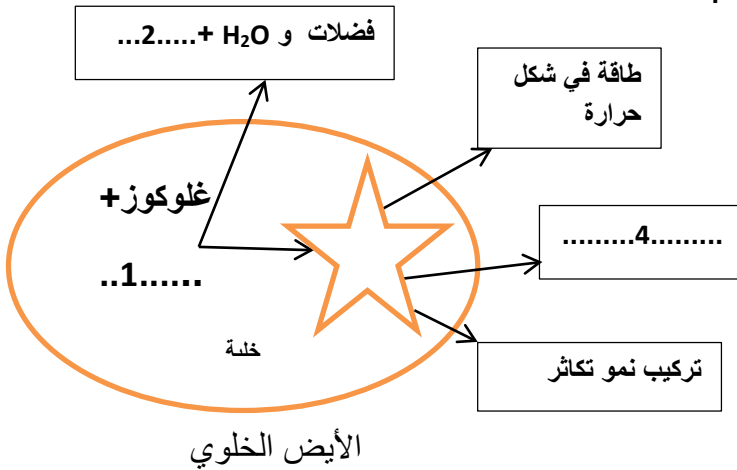 فضلات و H₂O +.....2...
طاقة في شكل
حرارة
غلوكوز+
..1......
.........4.........
خلية
تركيب نمو تكاثر
الأيض الخلوي